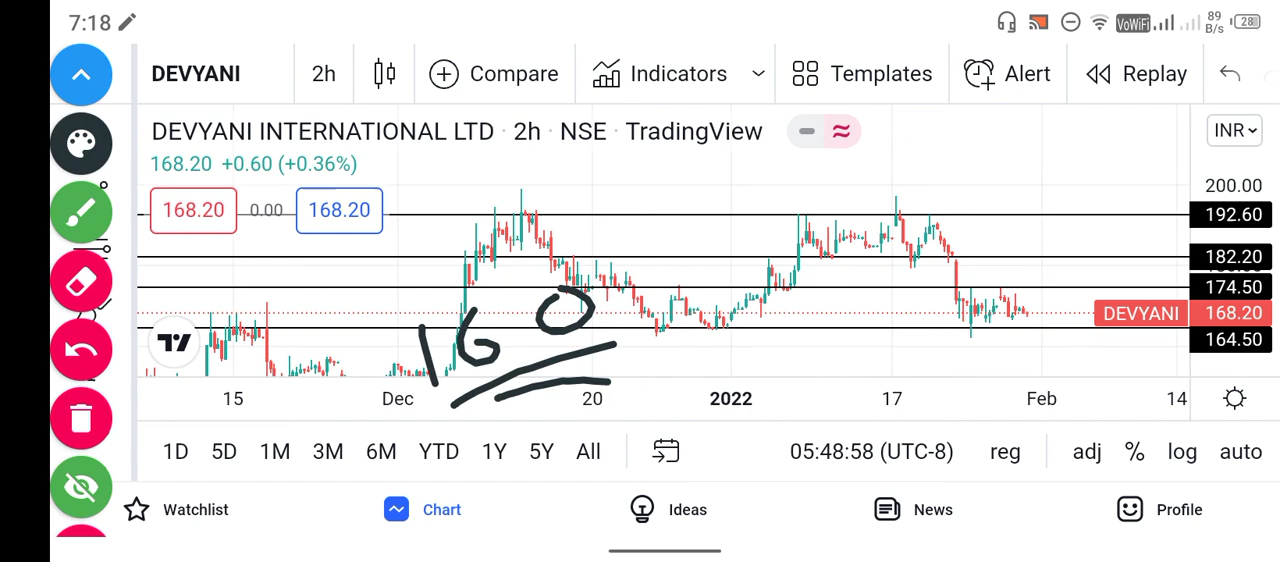 7:18 VoWiFi 89 B/s 28
DEVYANI 2h Compare Indicators Templates Alert Replay
DEVYANI INTERNATIONAL LTD · 2h · NSE · TradingView INR
168.20 +0.60 (+0.36%)
200.00
168.20 0.00 168.20 192.60
182.20
174.50
DEVYANI 168.20
164.50
160
15 Dec 20 2022 17 Feb 14
1D 5D 1M 3M 6M YTD 1Y 5Y All 05:48:58 (UTC-8) reg adj % log auto
Watchlist Chart Ideas News Profile